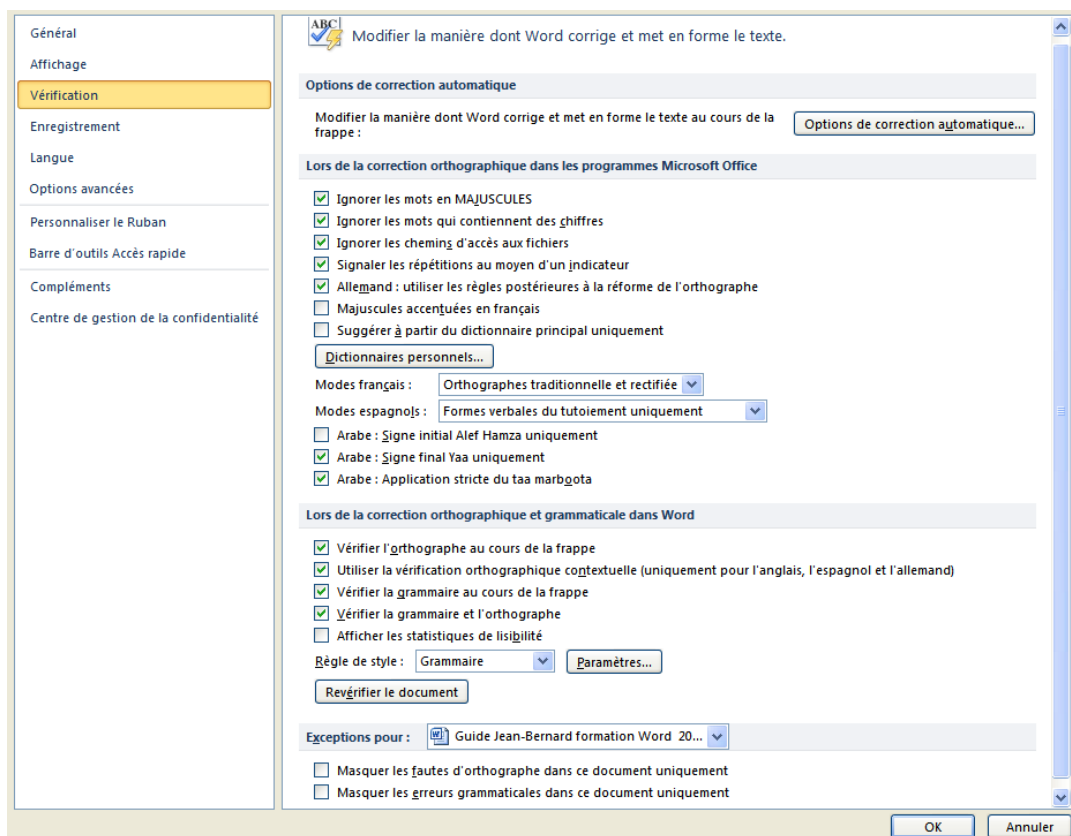 Général
Affichage
Vérification
Enregistrement
Langue
Options avancées
Personnaliser le Ruban
Barre d'outils Accès rapide
Compléments
Centre de gestion de la confidentialité
ABC
Modifier la manière dont Word corrige et met en forme le texte.
Options de correction automatique
Modifier la manière dont Word corrige et met en forme le texte au cours de la
frappe :
Options de correction automatique...
Lors de la correction orthographique dans les programmes Microsoft Office
Ignorer les mots en MAJUSCULES
Ignorer les mots qui contiennent des chiffres
Ignorer les chemins d'accès aux fichiers
Signaler les répétitions au moyen d'un indicateur
Allemand : utiliser les règles postérieures à la réforme de l'orthographe
Majuscules accentuées en français
Suggérer à partir du dictionnaire principal uniquement
Dictionnaires personnels...
Modes français : Orthographes traditionnelle et rectifiée
Modes espagnols : Formes verbales du tutoiement uniquement
Arabe : Signe initial Alef Hamza uniquement
Arabe : Signe final Yaa uniquement
Arabe : Application stricte du taa marboota
Lors de la correction orthographique et grammaticale dans Word
Vérifier l'orthographe au cours de la frappe
Utiliser la vérification orthographique contextuelle (uniquement pour l'anglais, l'espagnol et l'allemand)
Vérifier la grammaire au cours de la frappe
Vérifier la grammaire et l'orthographe
Afficher les statistiques de lisibilité
Règle de style : Grammaire Paramètres...
Revérifier le document
Exceptions pour : Guide Jean-Bernard formation Word 20...
Masquer les fautes d'orthographe dans ce document uniquement
Masquer les erreurs grammaticales dans ce document uniquement
OK Annuler